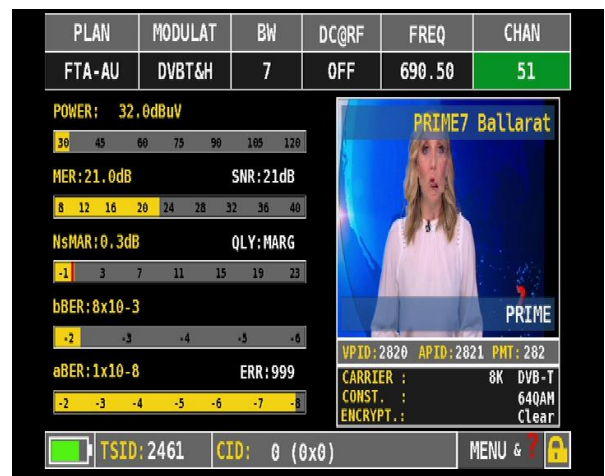 PLAN MODULAT BW DC@RF FREQ CHAN
FTA-AU DVBT&H 7 OFF 690.50 51
POWER: 32.0dBuV
30 45 60 75 90 105 120
MER:21.0dB SNR:21dB
8 12 16 20 24 28 32 36 40
NsMAR:0.3dB QLY:MARG
-1 3 7 11 15 19 23
bBER:8x10-3
-2 -3 -4 -5 -6
aBER:1x10-8 ERR:999
-2 -3 -4 -5 -6 -7 -8
PRIME7 Ballarat
7
PRIME
VPID:2820 APID:2821 PMT:282
CARRIER : 8K DVB-T
CONST. : 64QAM
ENCRYPT.: Clear
TSID:2461 CID: 0 (0x0) MENU & ?